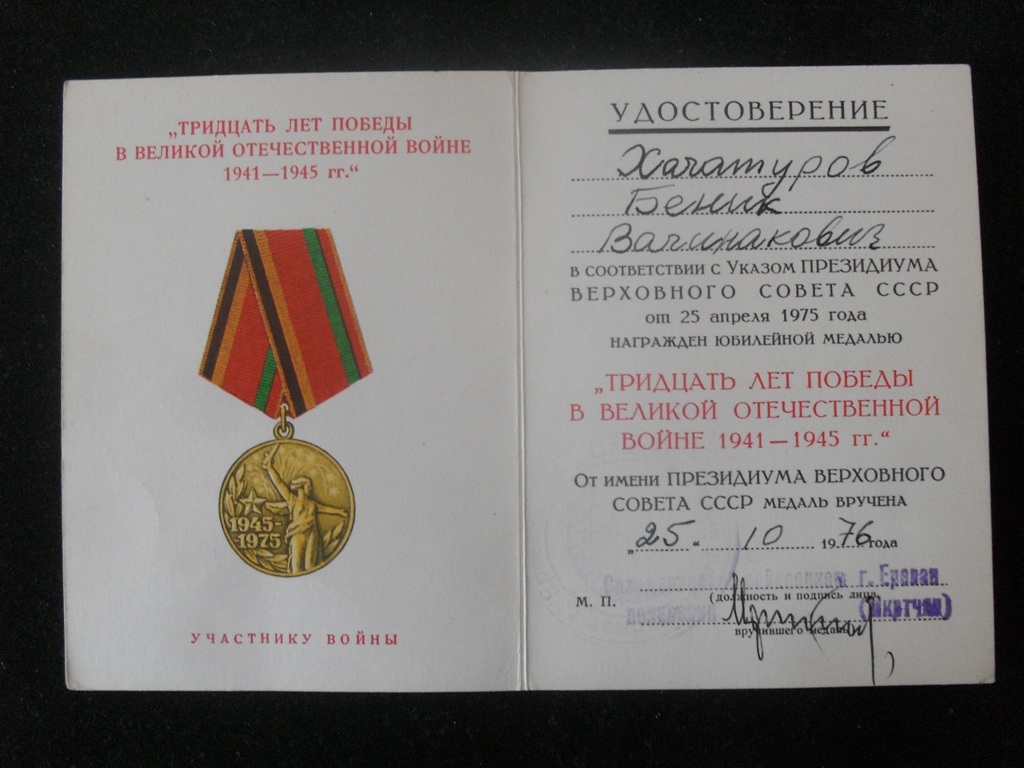 „ТРИДЦАТЬ ЛЕТ ПОБЕДЫ
В ВЕЛИКОЙ ОТЕЧЕСТВЕННОЙ ВОЙНЕ
1941—1945 гг.“
1945-
1975
УЧАСТНИКУ ВОЙНЫ
УДОСТОВЕРЕНИЕ
Хачатуров
Беник
Вагинакович
В СООТВЕТСТВИИ С УКАЗОМ ПРЕЗИДИУМА
ВЕРХОВНОГО СОВЕТА СССР
от 25 апреля 1975 года
НАГРАЖДЕН ЮБИЛЕЙНОЙ МЕДАЛЬЮ
„ТРИДЦАТЬ ЛЕТ ПОБЕДЫ
В ВЕЛИКОЙ ОТЕЧЕСТВЕННОЙ
ВОЙНЕ 1941—1945 гг.“
ОТ ИМЕНИ ПРЕЗИДИУМА ВЕРХОВНОГО
СОВЕТА СССР МЕДАЛЬ ВРУЧЕНА
„25“ 10 1976 года
г. Ереван
М. П. (должность и подпись лица,
(Мкртчян)
вручившего медаль)